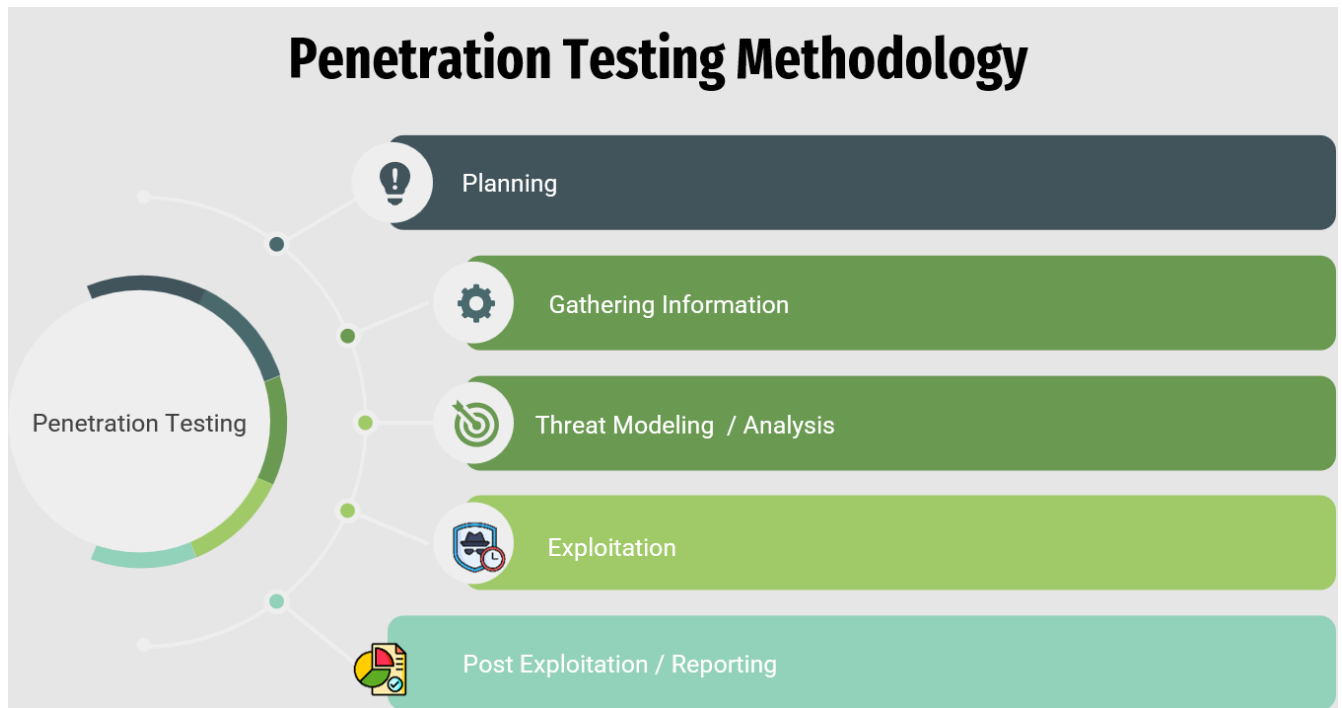 Penetration Testing Methodology
Planning
Gathering Information
Threat Modeling / Analysis
Penetration Testing
Exploitation
Post Exploitation / Reporting